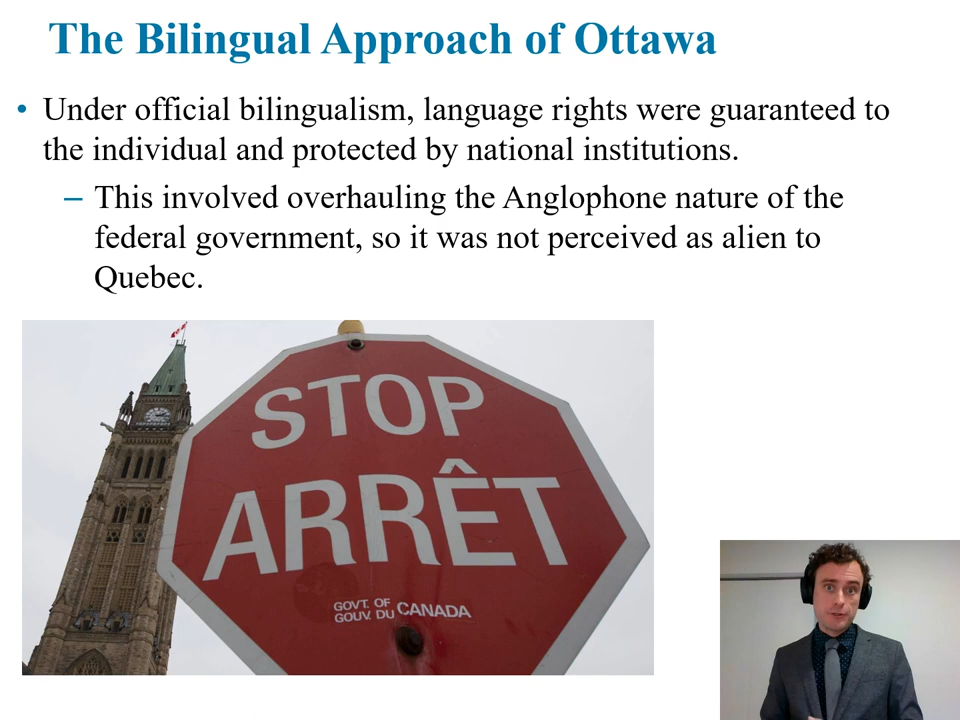 The Bilingual Approach of Ottawa
• Under official bilingualism, language rights were guaranteed to
the individual and protected by national institutions.
– This involved overhauling the Anglophone nature of the
federal government, so it was not perceived as alien to
Quebec.
STOP
ARRÊT
GOV'T. OF
GOUV. DU CANADA